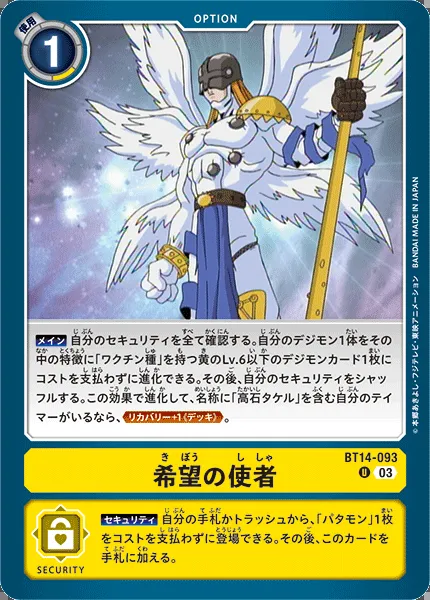 OPTION
使用
1
© 本郷あきよし・フジテレビ・東映アニメーション BANDAI MADE IN JAPAN
メイン 自分のセキュリティを全て確認する。自分のデジモン1体をその
中の特徴に「ワクチン種」を持つ黄のLv.6以下のデジモンカード1枚に
コストを支払わずに進化できる。その後、自分のセキュリティをシャッ
フルする。この効果で進化して、名称に「高石タケル」を含む自分のテイ
マーがいるなら、《リカバリー+1《デッキ》》
BT14-093
希望の使者
U 03
セキュリティ 自分の手札かトラッシュから、「パタモン」1枚
をコストを支払わずに登場できる。その後、このカードを
手札に加える。
SECURITY